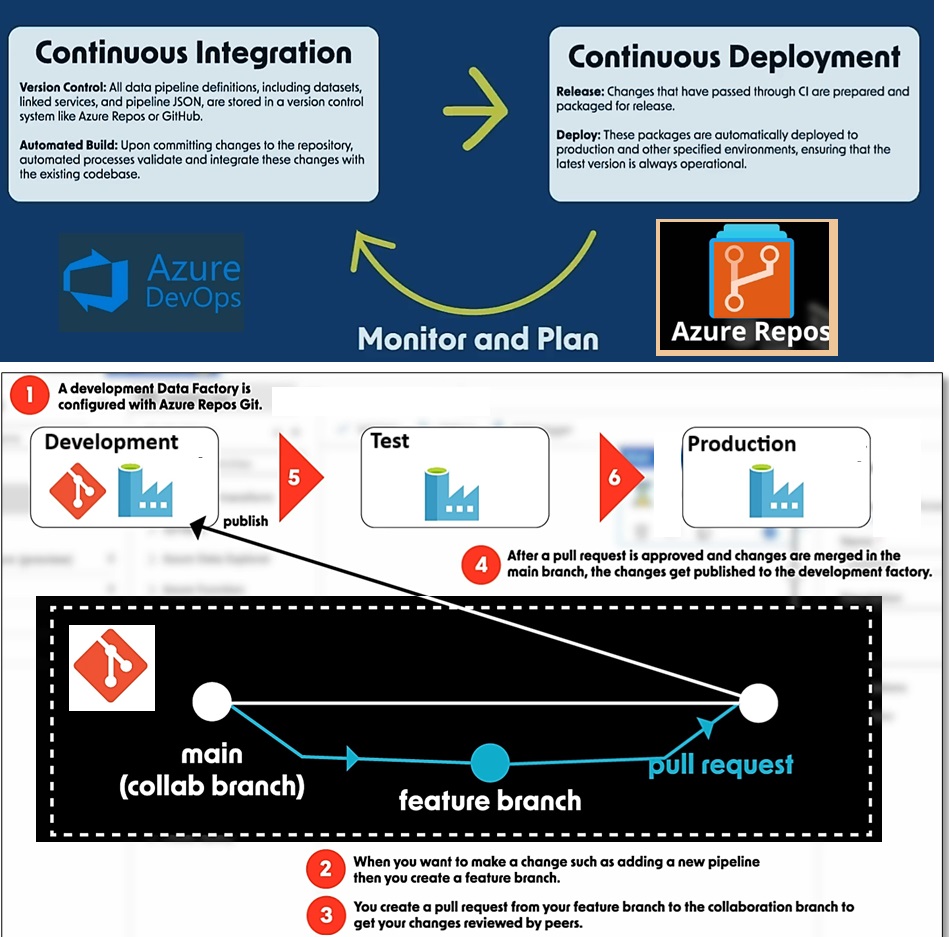 Continuous Integration
Version Control: All data pipeline definitions, including datasets,
linked services, and pipeline JSON, are stored in a version control
system like Azure Repos or GitHub.
Automated Build: Upon committing changes to the repository,
automated processes validate and integrate these changes with
the existing codebase.
Continuous Deployment
Release: Changes that have passed through CI are prepared and
packaged for release.
Deploy: These packages are automatically deployed to
production and other specified environments, ensuring that the
latest version is always operational.
Azure
DevOps
Monitor and Plan
Azure Repos
1
A development Data Factory is
configured with Azure Repos Git.
Development
5
Test
6
Production
publish
4
After a pull request is approved and changes are merged in the
main branch, the changes get published to the development factory.
main
(collab branch)
feature branch
pull request
2
When you want to make a change such as adding a new pipeline
then you create a feature branch.
3
You create a pull request from your feature branch to the collaboration branch to
get your changes reviewed by peers.